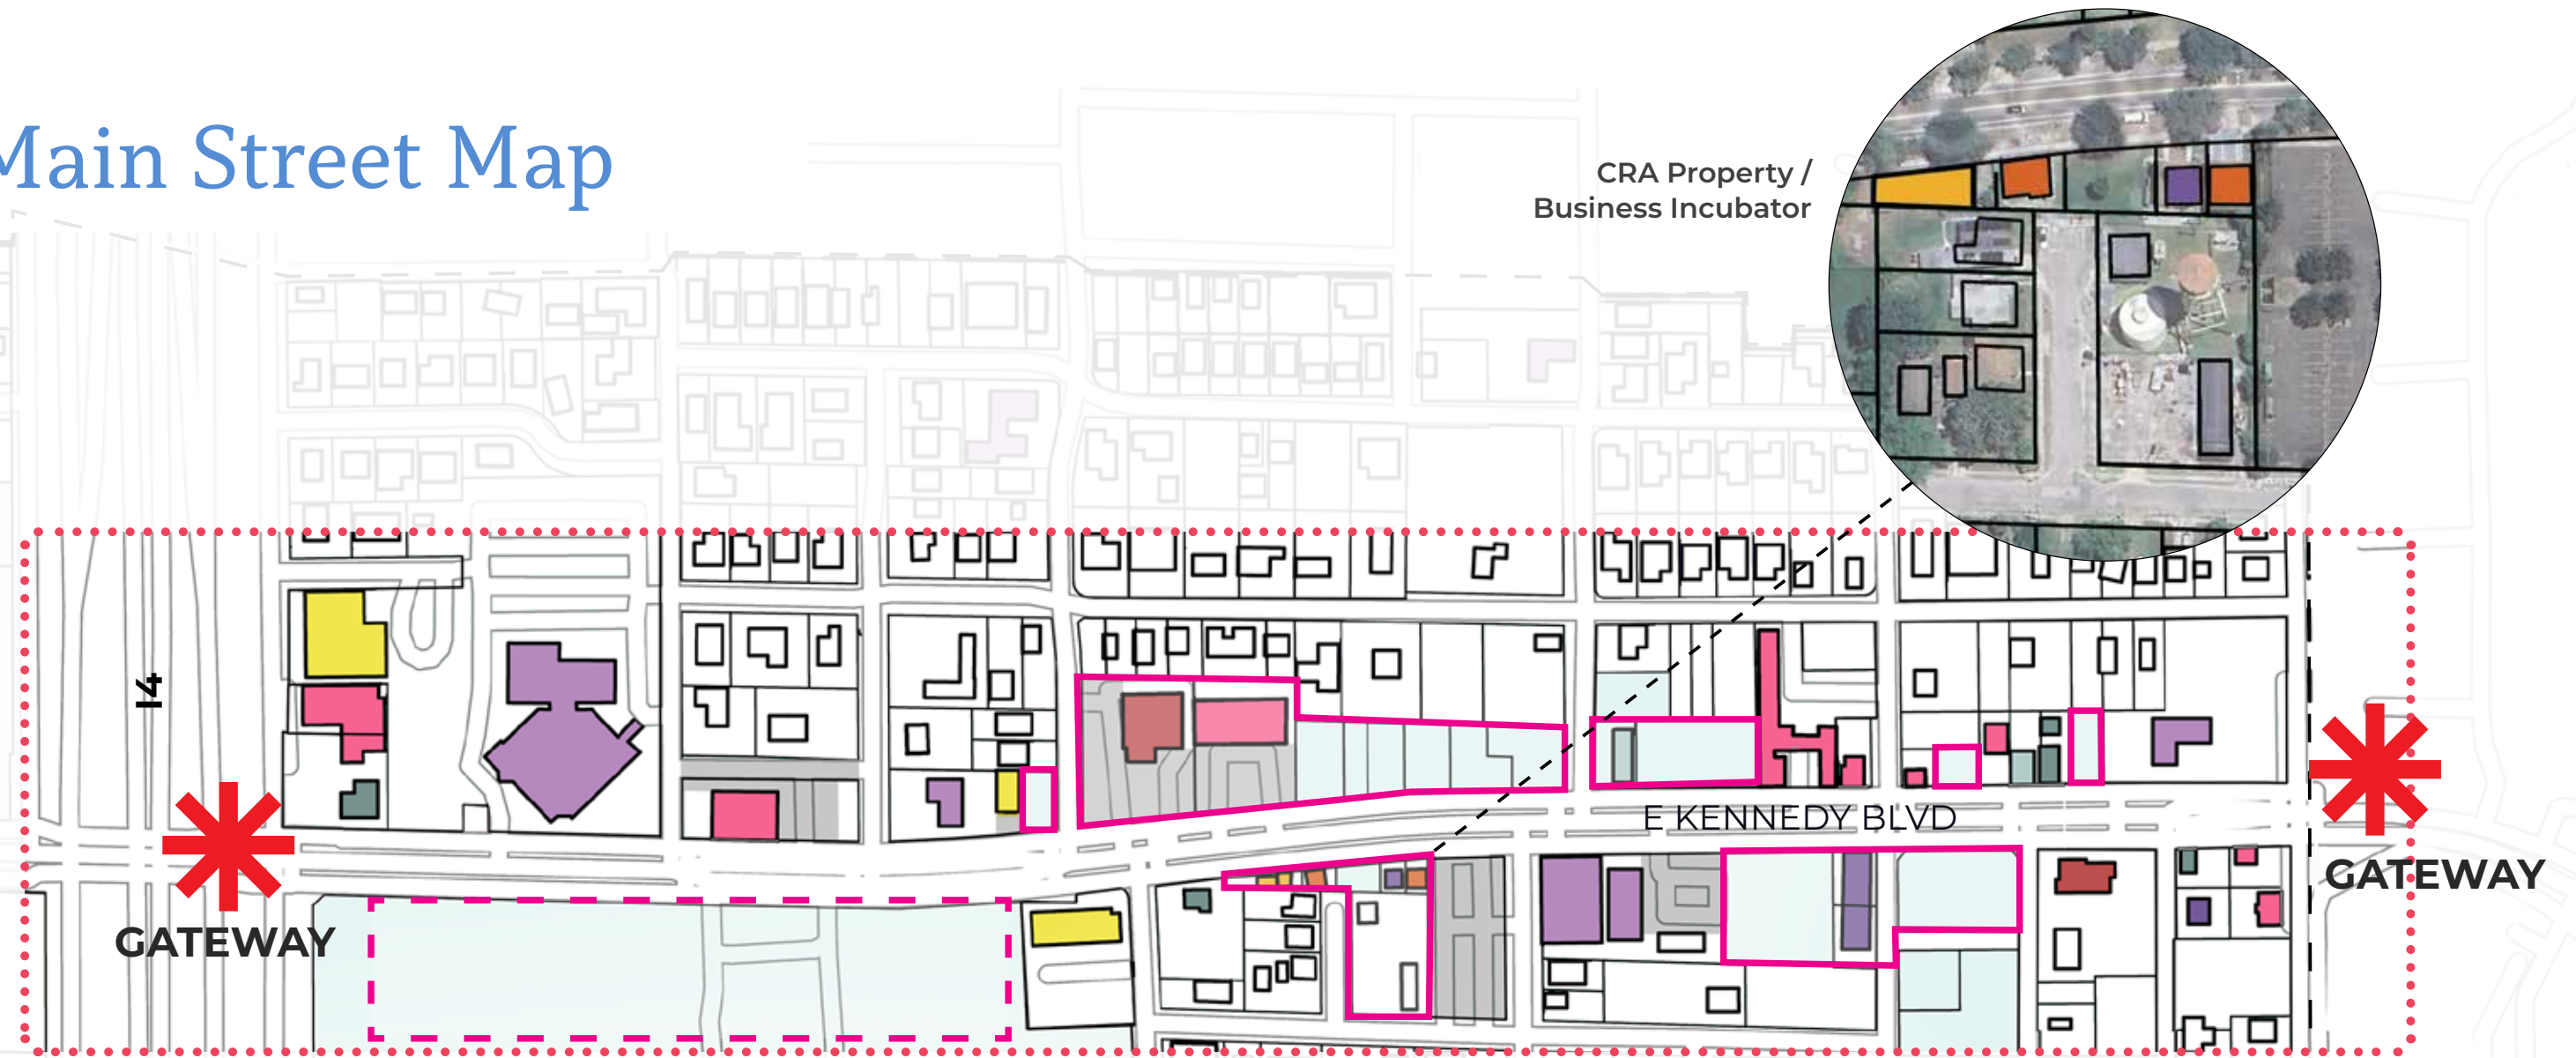 Main Street Map
CRA Property /
Business Incubator
I4
E KENNEDY BLVD
GATEWAY
GATEWAY